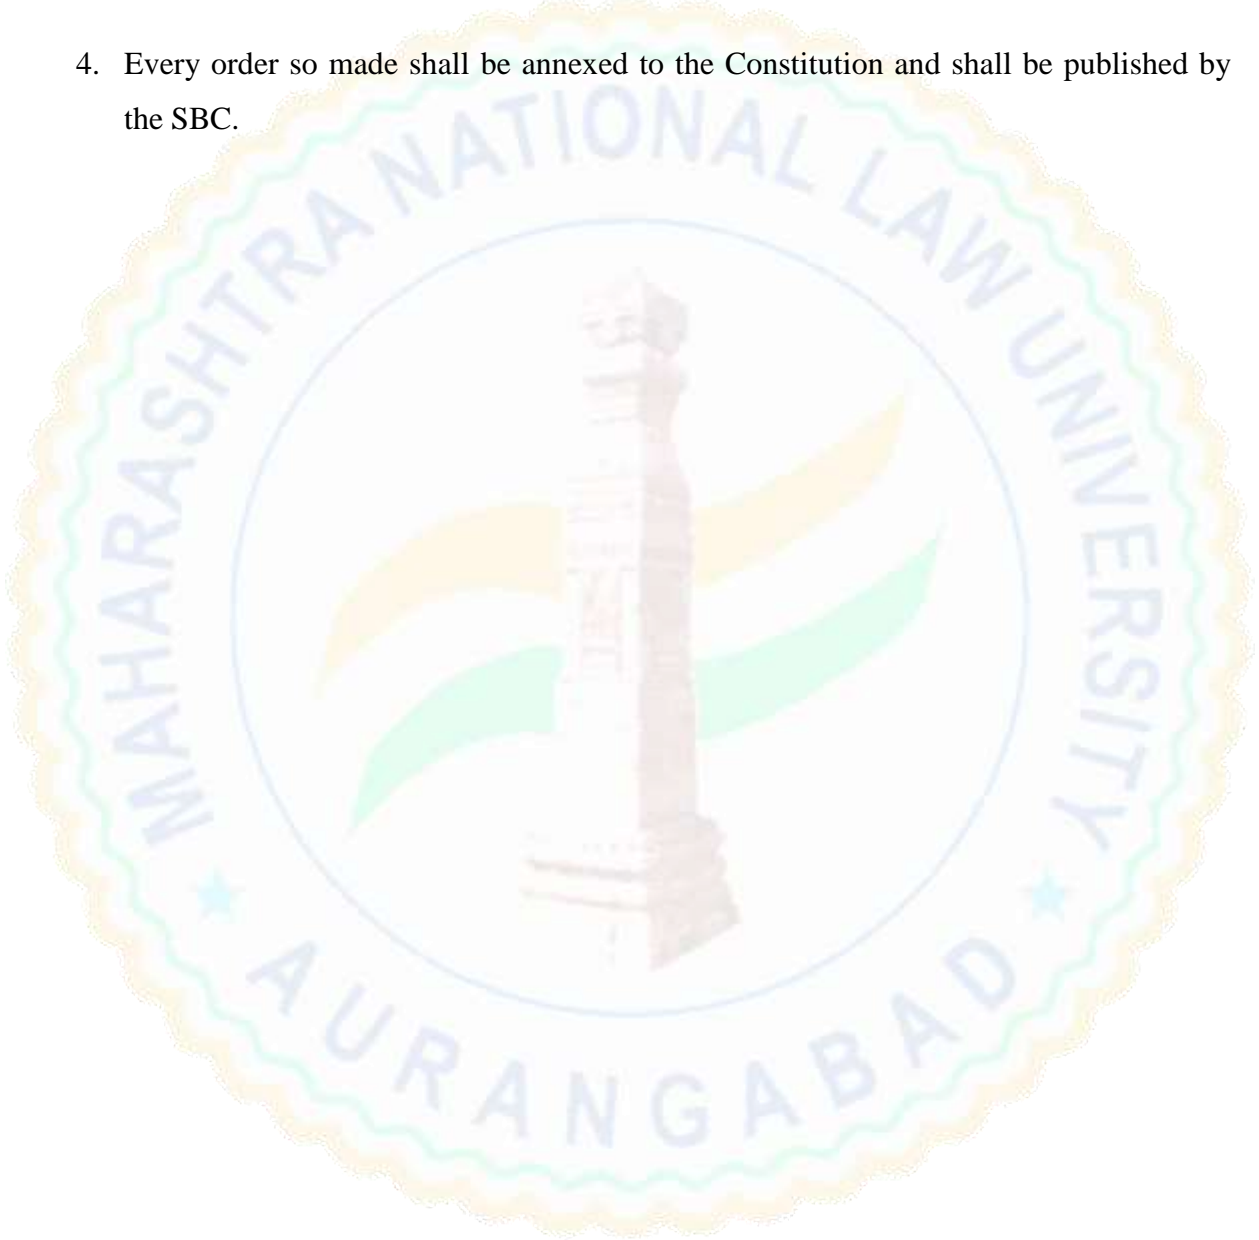 4. Every order so made shall be annexed to the Constitution and shall be published by
the SBC.
MAHARASHTRA NATIONAL LAW UNIVERSITY
AURANGABAD